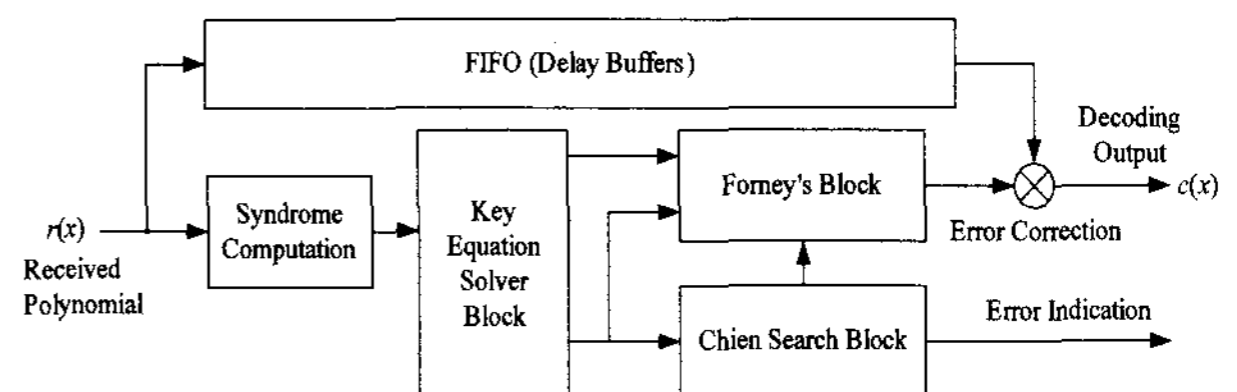 FIFO (Delay Buffers)
Decoding
Output
c(x)
Forney's Block
Error Correction
r(x)
Received
Polynomial
Syndrome
Computation
Key
Equation
Solver
Block
Chien Search Block
Error Indication